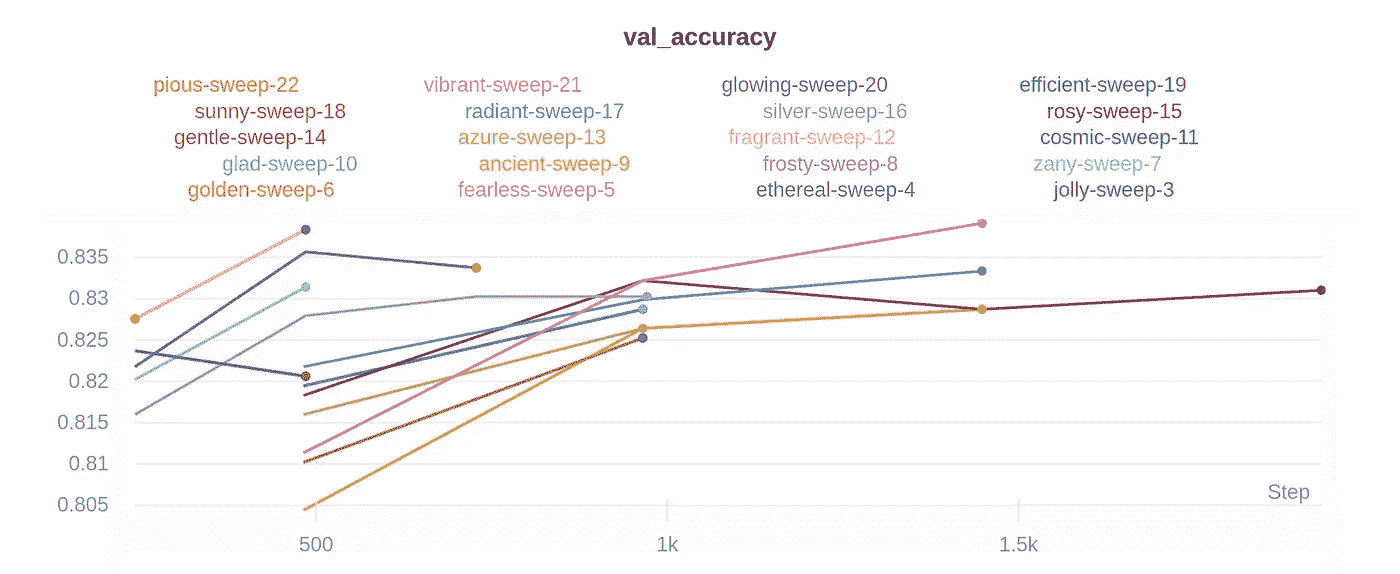 val_accuracy
pious-sweep-22 vibrant-sweep-21 glowing-sweep-20 efficient-sweep-19
sunny-sweep-18 radiant-sweep-17 silver-sweep-16 rosy-sweep-15
gentle-sweep-14 azure-sweep-13 fragrant-sweep-12 cosmic-sweep-11
glad-sweep-10 ancient-sweep-9 frosty-sweep-8 zany-sweep-7
golden-sweep-6 fearless-sweep-5 ethereal-sweep-4 jolly-sweep-3
0.835
0.83
0.825
0.82
0.815
0.81
0.805
Step
500 1k 1.5k